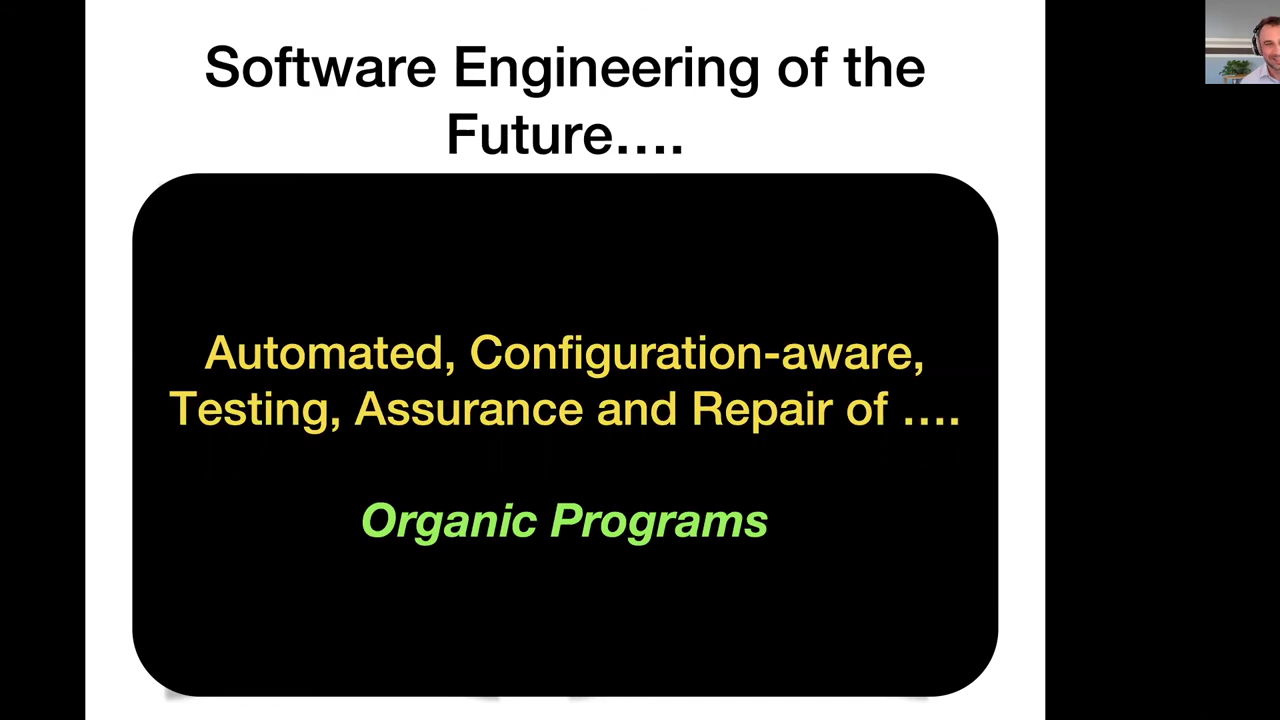 Software Engineering of the
Future….
Automated, Configuration-aware,
Testing, Assurance and Repair of ….
Organic Programs